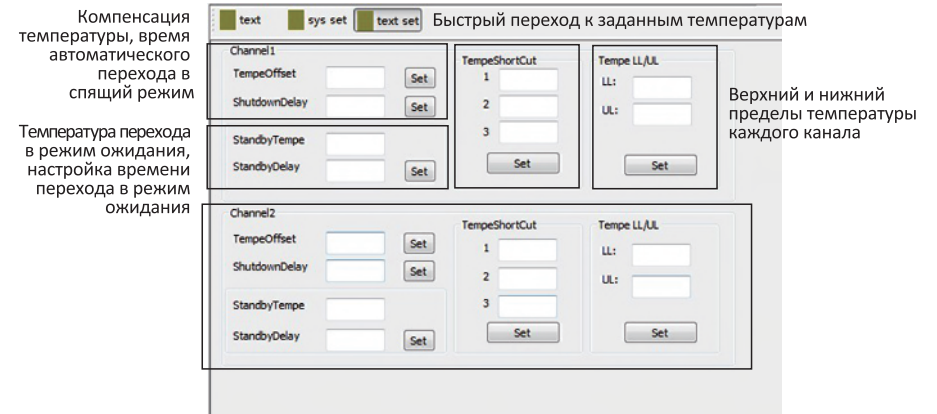 Компенсация
температуры, время
автоматического
перехода в
спящий режим
Температура перехода
в режим ожидания,
настройка времени
перехода в режим
ожидания
text sys set text set
Быстрый переход к заданным температурам
Channel1
TempeOffset Set
ShutdownDelay Set
StandbyTempe
StandbyDelay Set
TempeShortCut
1
2
3
Set
Tempe LL/UL
LL:
UL:
Set
Верхний и нижний
пределы температуры
каждого канала
Channel2
TempeOffset Set
ShutdownDelay Set
StandbyTempe
StandbyDelay Set
TempeShortCut
1
2
3
Set
Tempe LL/UL
LL:
UL:
Set